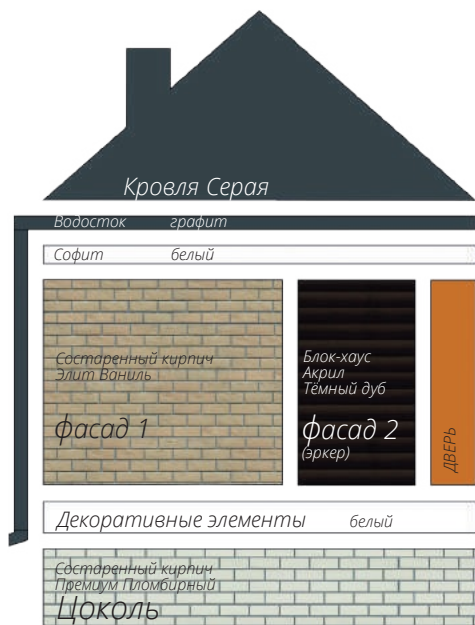 Кровля Серая
Водосток графит
Софит белый
Состаренный кирпич
Элит Ваниль
фасад 1
Блок-хаус
Акрил
Тёмный дуб
фасад 2
(эркер)
ДВЕРЬ
Декоративные элементы белый
Состаренный кирпич
Премиум Пломбирный
Цоколь